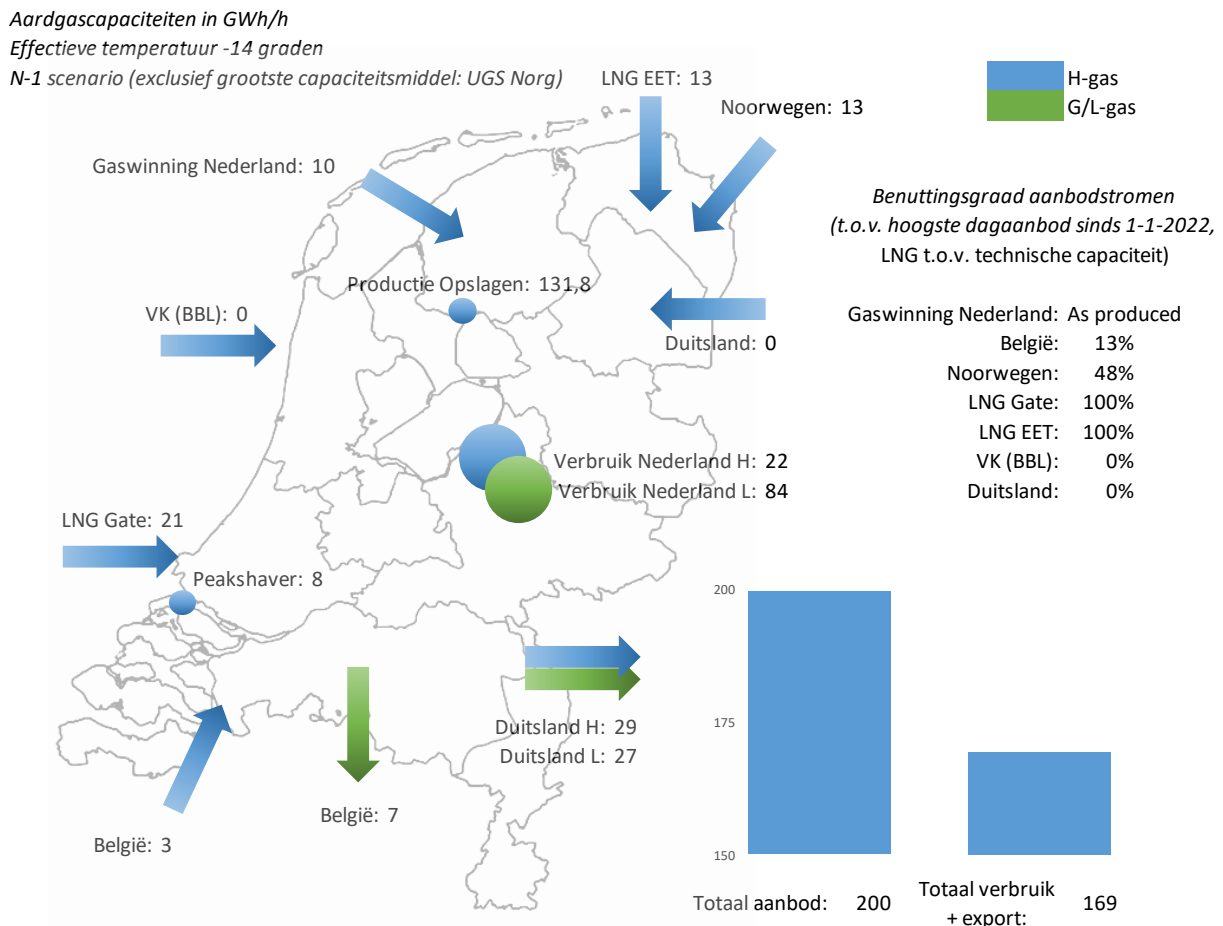 Aardgascapaciteiten in GWh/h
Effectieve temperatuur -14 graden
N-1 scenario (exclusief grootste capaciteitsmiddel: UGS Norg)
LNG EET: 13
Noorwegen: 13
H-gas
G/L-gas
Gaswinning Nederland: 10
Benuttingsgraad aanbodstromen
(t.o.v. hoogste dagaanbod sinds 1-1-2022,
LNG t.o.v. technische capaciteit)
Productie Opslagen: 131,8
VK (BBL): 0
Duitsland: 0
Gaswinning Nederland: As produced
België: 13%
Noorwegen: 48%
LNG Gate: 100%
LNG EET: 100%
VK (BBL): 0%
Duitsland: 0%
Verbruik Nederland H: 22
Verbruik Nederland L: 84
LNG Gate: 21
Peakshaver: 8
Duitsland H: 29
Duitsland L: 27
België: 7
België: 3
200
175
150
Totaal aanbod: 200
Totaal verbruik
+ export: 169